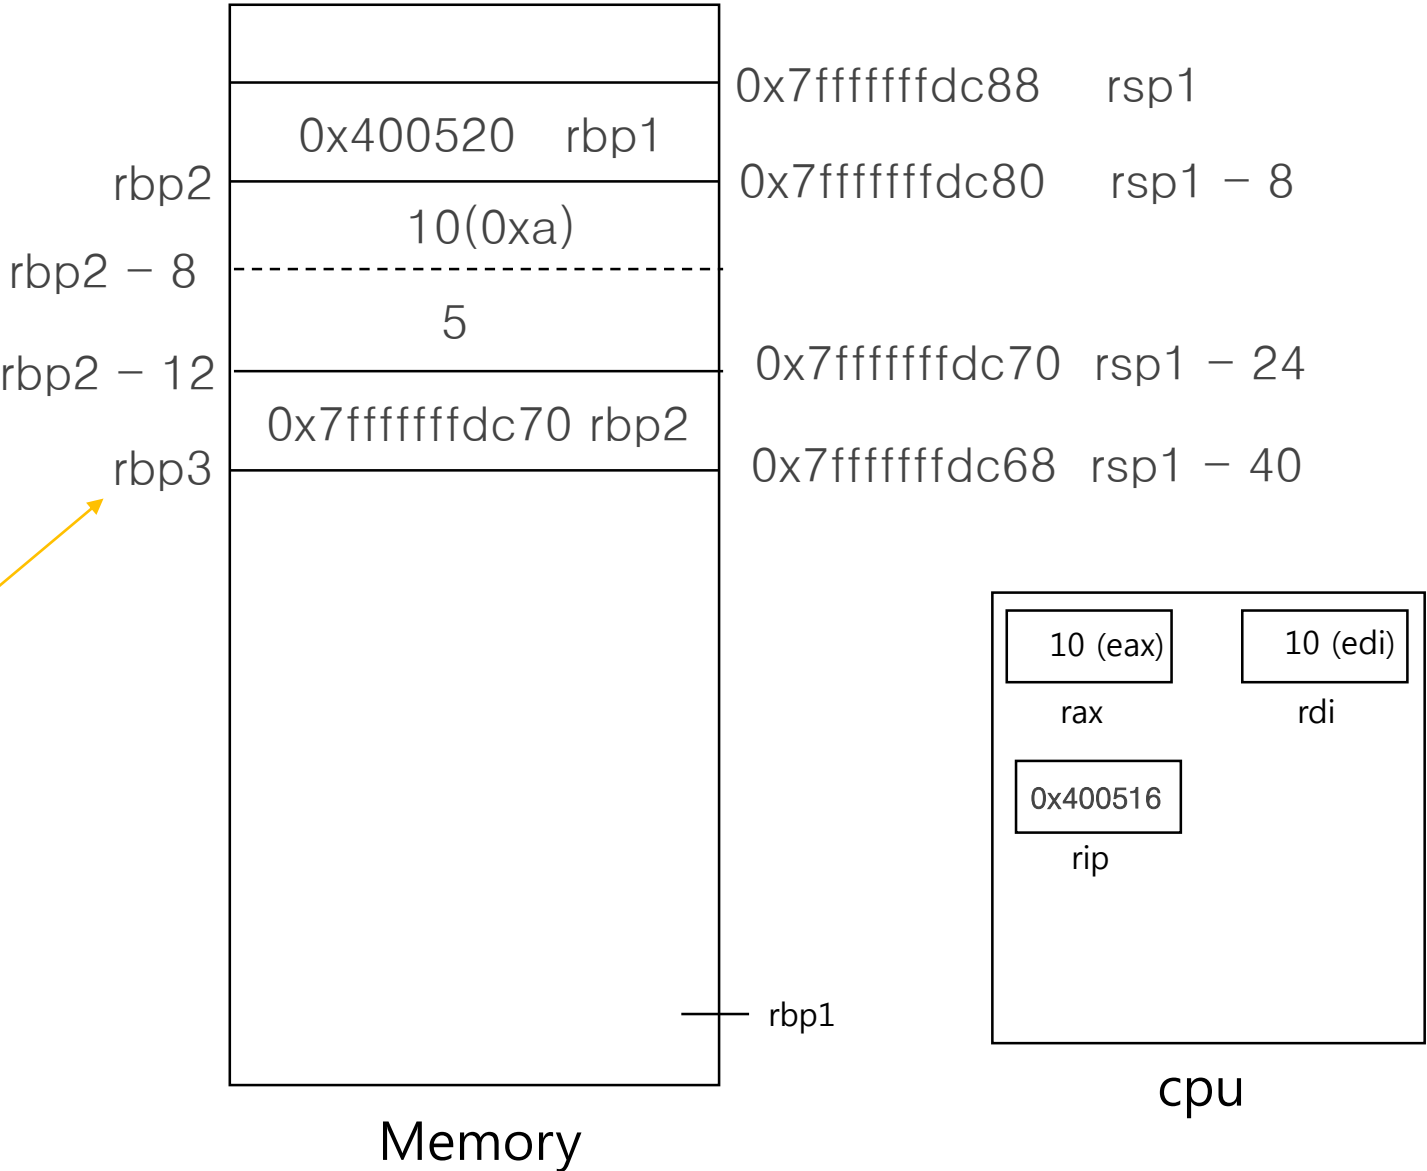 0x7fffffffdc88 rsp1
0x400520 rbp1
rbp2
0x7fffffffdc80 rsp1 - 8
10(0xa)
rbp2 - 8
5
rbp2 - 12
0x7fffffffdc70 rsp1 - 24
0x7fffffffdc70 rbp2
rbp3
0x7fffffffdc68 rsp1 - 40
10 (eax)
10 (edi)
rax
rdi
0x400516
rip
rbp1
cpu
Memory